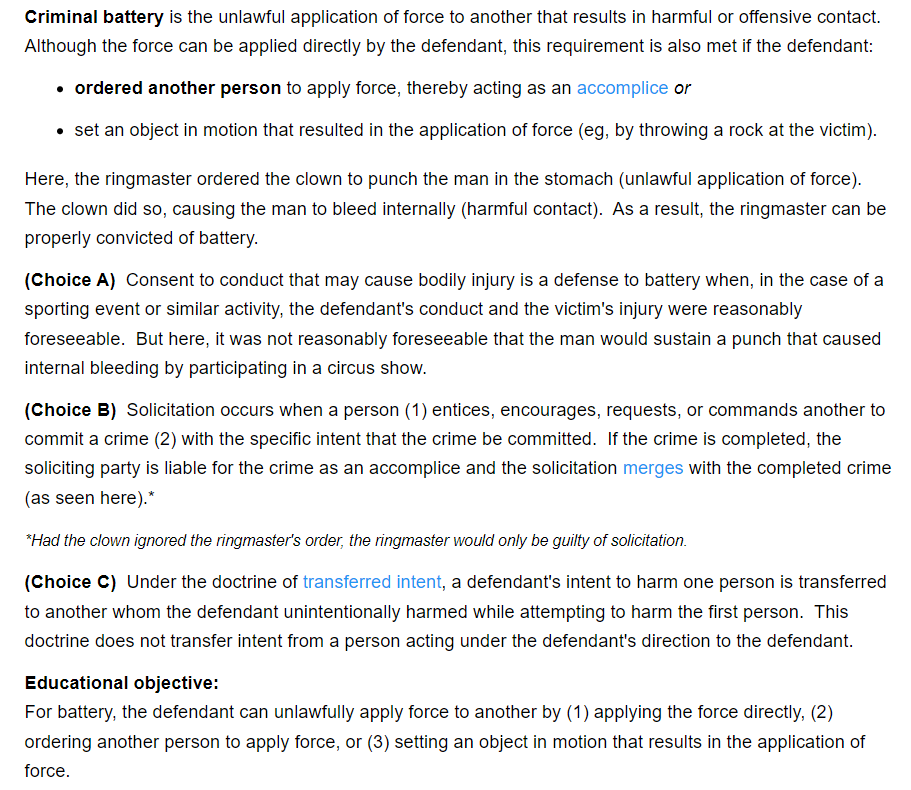 Criminal battery is the unlawful application of force to another that results in harmful or offensive contact.
Although the force can be applied directly by the defendant, this requirement is also met if the defendant:
• ordered another person to apply force, thereby acting as an accomplice or
• set an object in motion that resulted in the application of force (eg, by throwing a rock at the victim).
Here, the ringmaster ordered the clown to punch the man in the stomach (unlawful application of force).
The clown did so, causing the man to bleed internally (harmful contact).  As a result, the ringmaster can be
properly convicted of battery.
(Choice A)  Consent to conduct that may cause bodily injury is a defense to battery when, in the case of a
sporting event or similar activity, the defendant's conduct and the victim's injury were reasonably
foreseeable.  But here, it was not reasonably foreseeable that the man would sustain a punch that caused
internal bleeding by participating in a circus show.
(Choice B)  Solicitation occurs when a person (1) entices, encourages, requests, or commands another to
commit a crime (2) with the specific intent that the crime be committed.  If the crime is completed, the
soliciting party is liable for the crime as an accomplice and the solicitation merges with the completed crime
(as seen here).*
*Had the clown ignored the ringmaster's order, the ringmaster would only be guilty of solicitation.
(Choice C)  Under the doctrine of transferred intent, a defendant's intent to harm one person is transferred
to another whom the defendant unintentionally harmed while attempting to harm the first person.  This
doctrine does not transfer intent from a person acting under the defendant's direction to the defendant.
Educational objective:
For battery, the defendant can unlawfully apply force to another by (1) applying the force directly, (2)
ordering another person to apply force, or (3) setting an object in motion that results in the application of
force.